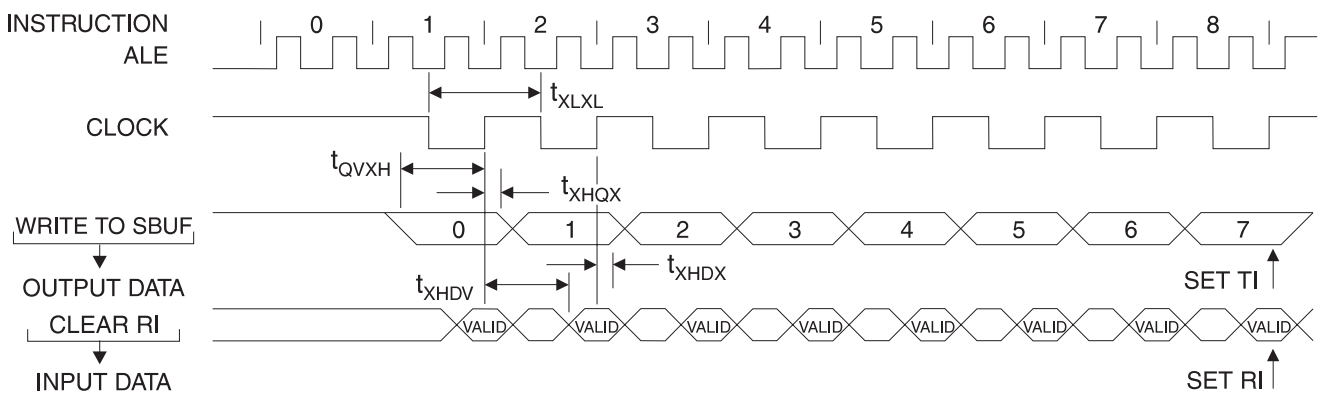 INSTRUCTION 0 1 2 3 4 5 6 7 8
ALE
tXLXL
CLOCK
tQVXH
tXHQX
WRITE TO SBUF 0 1 2 3 4 5 6 7
tXHDX
OUTPUT DATA
tXHDV
SET TI
CLEAR RI VALID VALID VALID VALID VALID VALID VALID VALID
INPUT DATA
SET RI